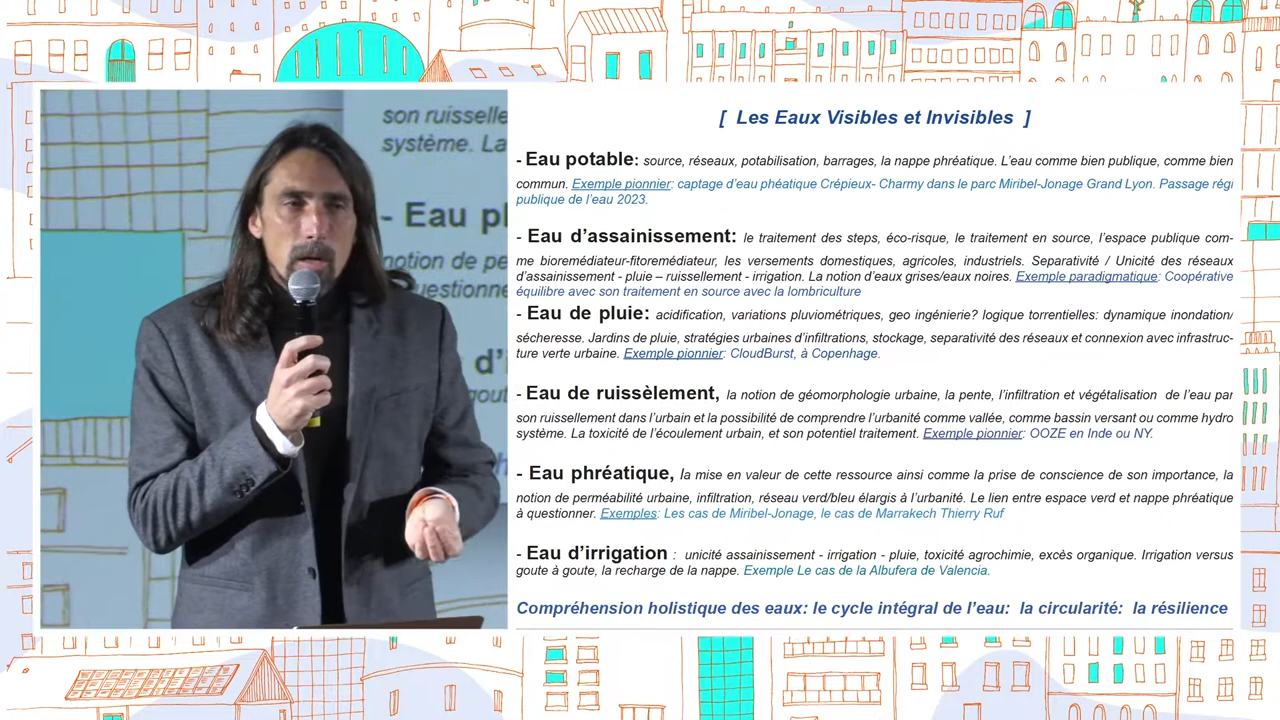 son ruisselle
système. La
- Eau pl
notion de pe
uestionne
d'i
gout
[ Les Eaux Visibles et Invisibles ]
- Eau potable: source, réseaux, potabilisation, barrages, la nappe phréatique. L'eau comme bien publique, comme bien
commun. Exemple pionnier: captage d'eau phéatique Crépieux- Charmy dans le parc Miribel-Jonage Grand Lyon. Passage régi
publique de l'eau 2023.
- Eau d'assainissement: le traitement des steps, éco-risque, le traitement en source, l'espace publique com-
me bioremédiateur-fitoremédiateur, les versements domestiques, agricoles, industriels. Separativité / Unicité des réseaux
d'assainissement - pluie – ruissellement - irrigation. La notion d'eaux grises/eaux noires. Exemple paradigmatique: Coopérative
équilibre avec son traitement en source avec la lombriculture
- Eau de pluie: acidification, variations pluviométriques, geo ingénierie? logique torrentielles: dynamique inondation/
sécheresse. Jardins de pluie, stratégies urbaines d'infiltrations, stockage, separativité des réseaux et connexion avec infrastruc-
ture verte urbaine. Exemple pionnier: CloudBurst, à Copenhage.
- Eau de ruissèlement, la notion de géomorphologie urbaine, la pente, l'infiltration et végétalisation de l'eau par
son ruissellement dans l'urbain et la possibilité de comprendre l'urbanité comme vallée, comme bassin versant ou comme hydro
système. La toxicité de l'écoulement urbain, et son potentiel traitement. Exemple pionnier: OOZE en Inde ou NY.
- Eau phréatique, la mise en valeur de cette ressource ainsi comme la prise de conscience de son importance, la
notion de perméabilité urbaine, infiltration, réseau verd/bleu élargis à l'urbanité. Le lien entre espace verd et nappe phréatique
à questionner. Exemples: Les cas de Miribel-Jonage, le cas de Marrakech Thierry Ruf
- Eau d'irrigation : unicité assainissement - irrigation - pluie, toxicité agrochimie, excès organique. Irrigation versus
goute à goute, la recharge de la nappe. Exemple Le cas de la Albufera de Valencia.
Compréhension holistique des eaux: le cycle intégral de l'eau: la circularité: la résilience